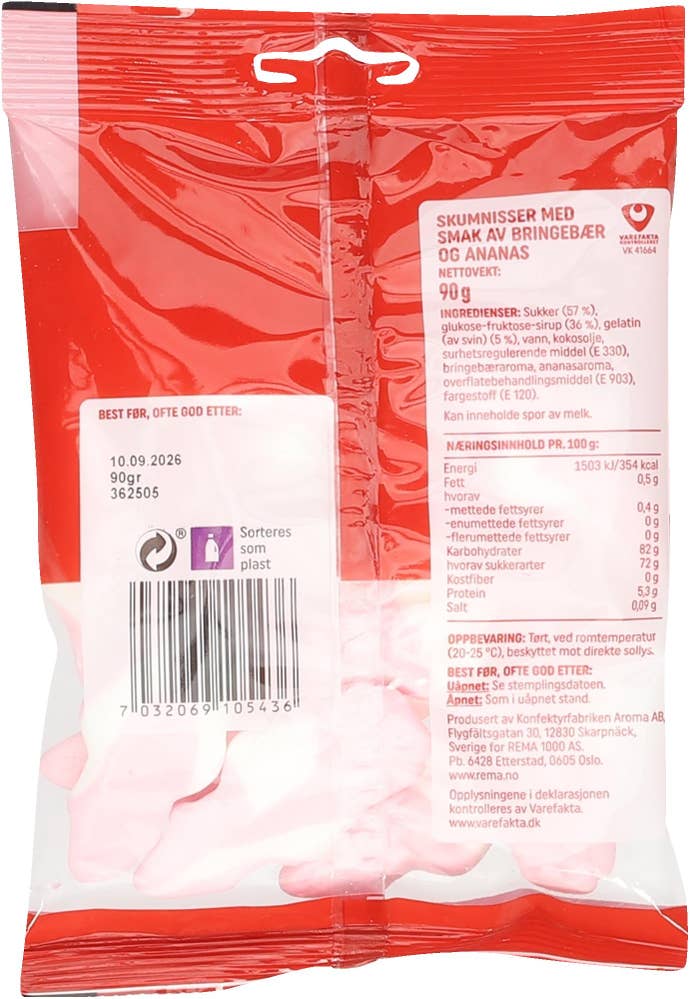 SKUMNISSER MED
SMAK AV BRINGEBÆR
OG ANANAS
NETTOVEKT:
90 g
VAREFAKTA
KONTROLLERET
VK 41664
INGREDIENSER: Sukker (57 %),
glukose-fruktose-sirup (36 %), gelatin
(av svin) (5 %), vann, kokosolje,
surhetsregulerende middel (E 330),
bringebæraroma, ananasaroma,
overflatebehandlingsmiddel (E 903),
fargestoff (E 120).
Kan inneholde spor av melk.
NÆRINGSINNHOLD PR. 100 g:
Energi 1503 kJ/354 kcal
Fett 0,5 g
hvorav
-mettede fettsyrer 0,4 g
-enumettede fettsyrer 0 g
-flerumettede fettsyrer 0 g
Karbohydrater 82 g
hvorav sukkerarter 72 g
Kostfiber 0 g
Protein 5,3 g
Salt 0,09 g
OPPBEVARING: Tørt, ved romtemperatur
(20-25 °C), beskyttet mot direkte sollys.
BEST FØR, OFTE GOD ETTER:
Uåpnet: Se stemplingsdatoen.
Åpnet: Som i uåpnet stand.
Produsert av Konfektyrfabriken Aroma AB,
Flygfältsgatan 30, 12830 Skarpnäck,
Sverige for REMA 1000 AS.
Pb. 6428 Etterstad, 0605 Oslo.
www.rema.no
Opplysningene i deklarasjonen
kontrolleres av Varefakta.
www.varefakta.dk
BEST FØR, OFTE GOD ETTER:
10.09.2026
90gr
362505
®
Sorteres
som
plast
7 032069 105436